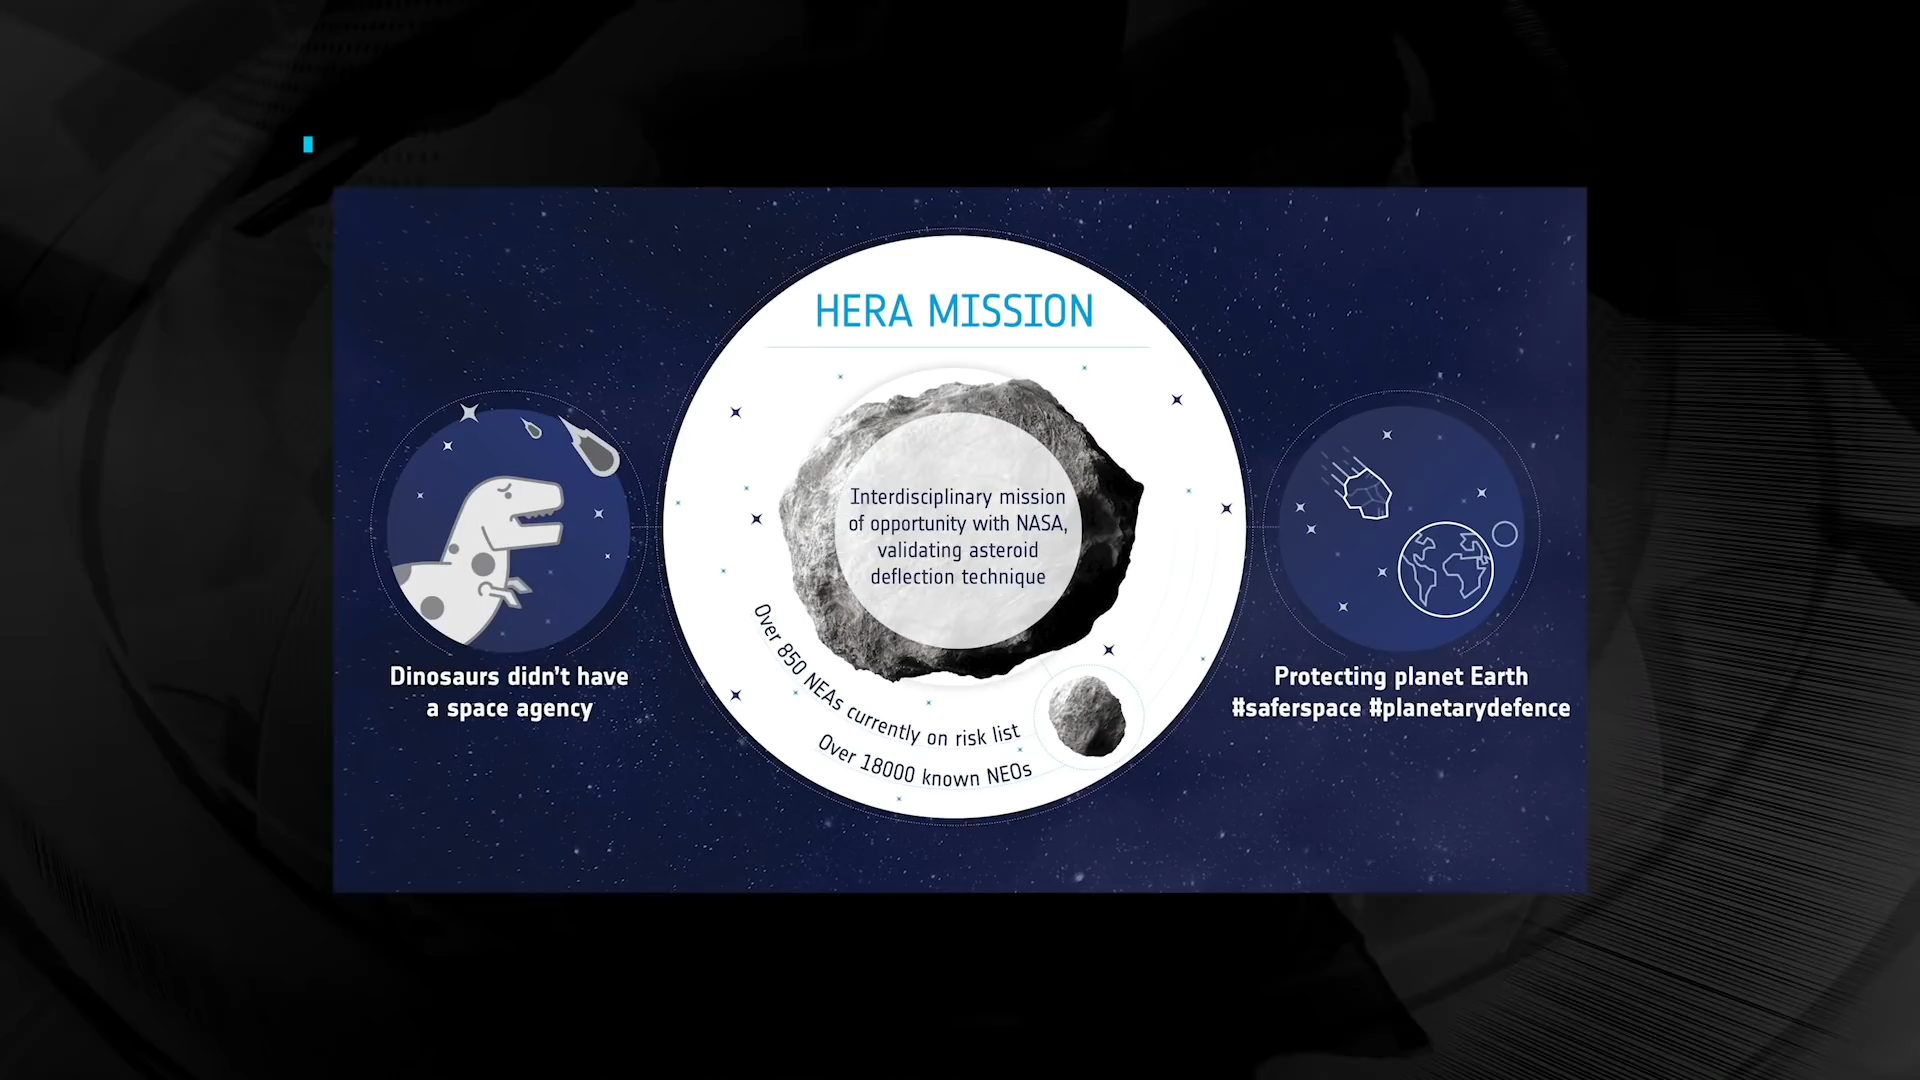 HERA MISSION
Interdisciplinary mission
of opportunity with NASA,
validating asteroid
deflection technique
Over 850 NEAs currently on risk list
Over 18000 known NEOs
Dinosaurs didn't have
a space agency
Protecting planet Earth
#saferspace #planetarydefence